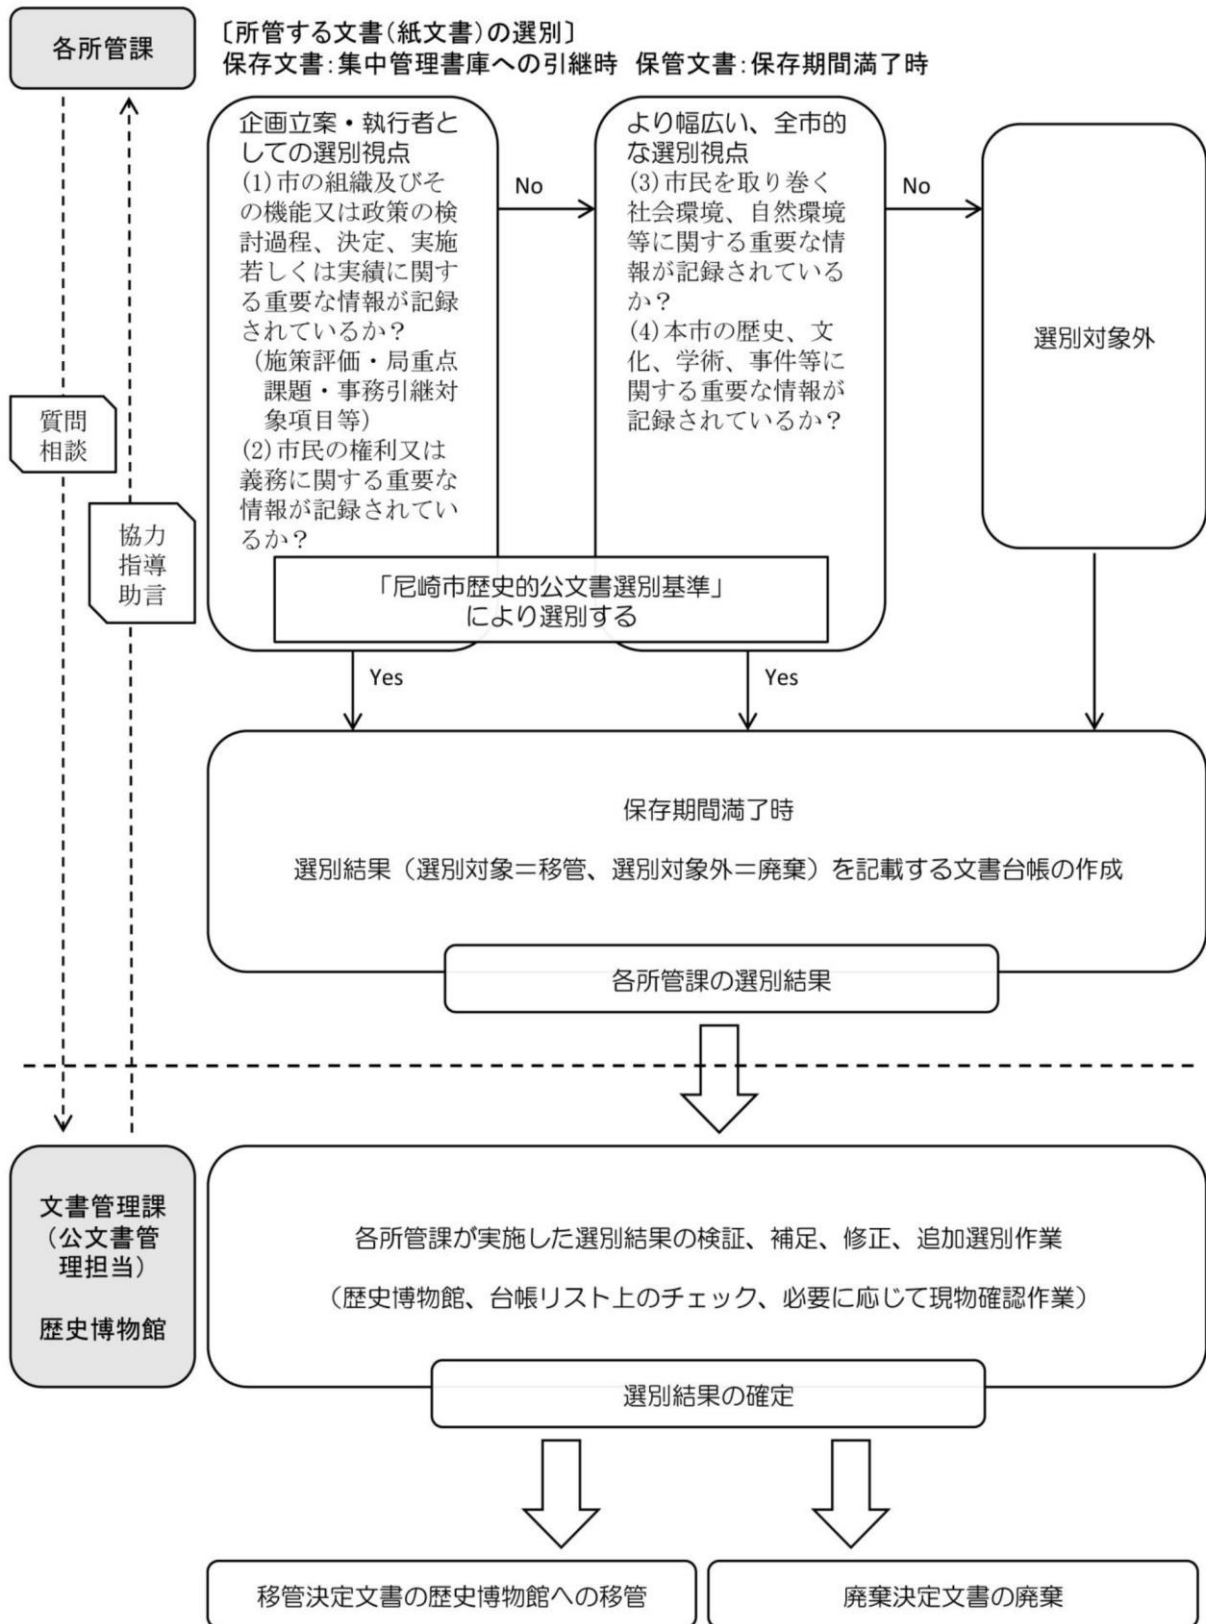 各所管課
〔所管する文書(紙文書)の選別〕
保存文書:集中管理書庫への引継時 保管文書:保存期間満了時
企画立案・執行者と
しての選別視点
(1)市の組織及びそ
の機能又は政策の検
討過程、決定、実施
若しくは実績に関す
る重要な情報が記録
されているか？
(施策評価・局重点
課題・事務引継対
象項目等)
(2)市民の権利又は
義務に関する重要な
情報が記録されてい
るか？
No
より幅広い、全市的
な選別視点
(3)市民を取り巻く
社会環境、自然環境
等に関する重要な情
報が記録されている
か？
(4)本市の歴史、文
化、学術、事件等に
関する重要な情報が
記録されているか？
No
選別対象外
質問
相談
協力
指導
助言
「尼崎市歴史的公文書選別基準」
により選別する
Yes
Yes
保存期間満了時
選別結果（選別対象＝移管、選別対象外＝廃棄）を記載する文書台帳の作成
各所管課の選別結果
文書管理課
(公文書管
理担当)
歴史博物館
各所管課が実施した選別結果の検証、補足、修正、追加選別作業
（歴史博物館、台帳リスト上のチェック、必要に応じて現物確認作業）
選別結果の確定
移管決定文書の歴史博物館への移管
廃棄決定文書の廃棄